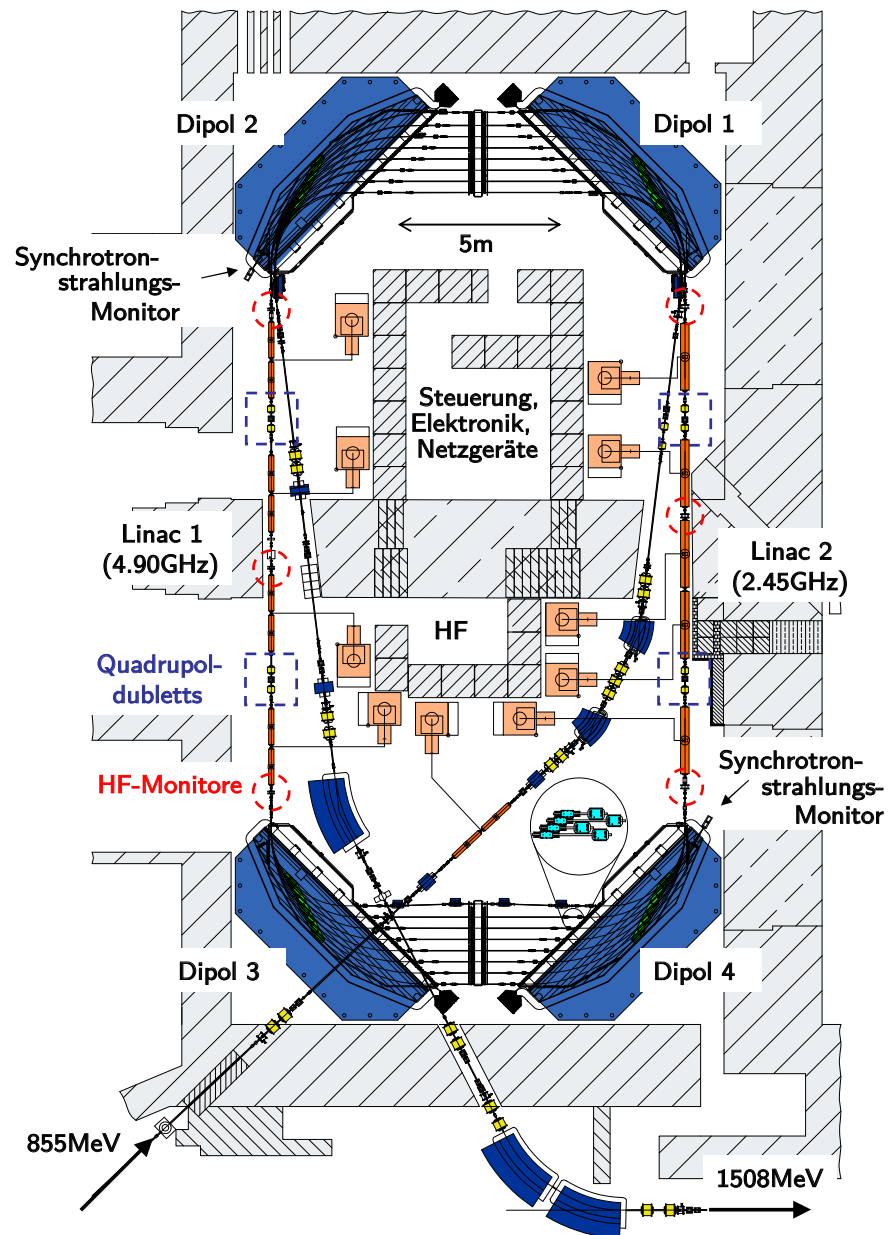 Dipol 2
Dipol 1
5m
Synchrotron-
strahlungs-
Monitor
Steuerung,
Elektronik,
Netzgeräte
Linac 1
(4.90GHz)
Linac 2
(2.45GHz)
HF
Quadrupol-
dubletts
HF-Monitore
Synchrotron-
strahlungs-
Monitor
Dipol 3
Dipol 4
855MeV
1508MeV